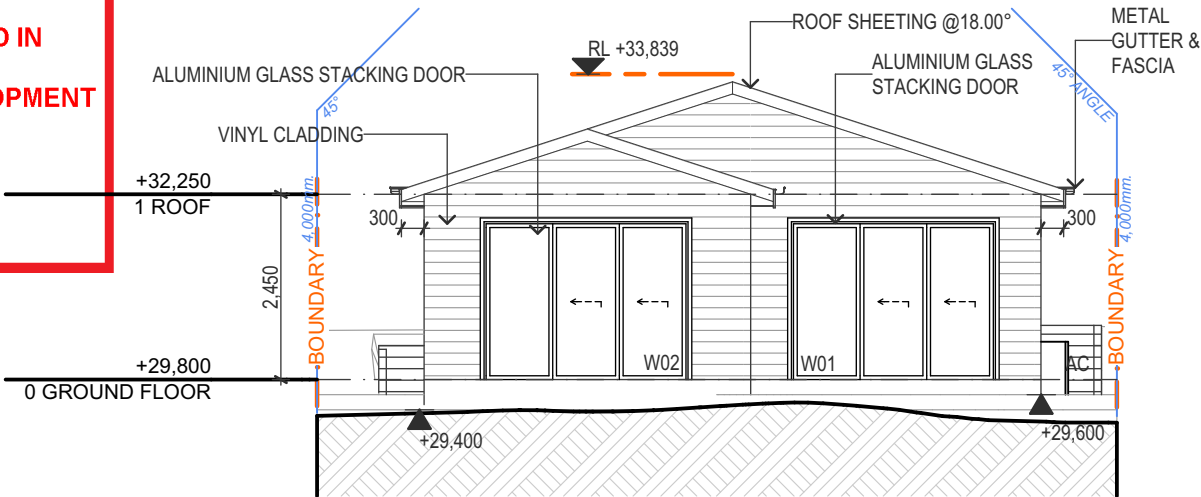 D IN
OPMENT
ROOF SHEETING @18.00°
METAL
GUTTER &
FASCIA
RL +33,839
ALUMINIUM GLASS STACKING DOOR
ALUMINIUM GLASS
STACKING DOOR
45°
45° ANGLE
VINYL CLADDING
+32,250
1 ROOF
4,000mm.
4,000mm.
300
300
2,450
BOUNDARY
BOUNDARY
W02
W01
AC
+29,800
0 GROUND FLOOR
+29,400
+29,600